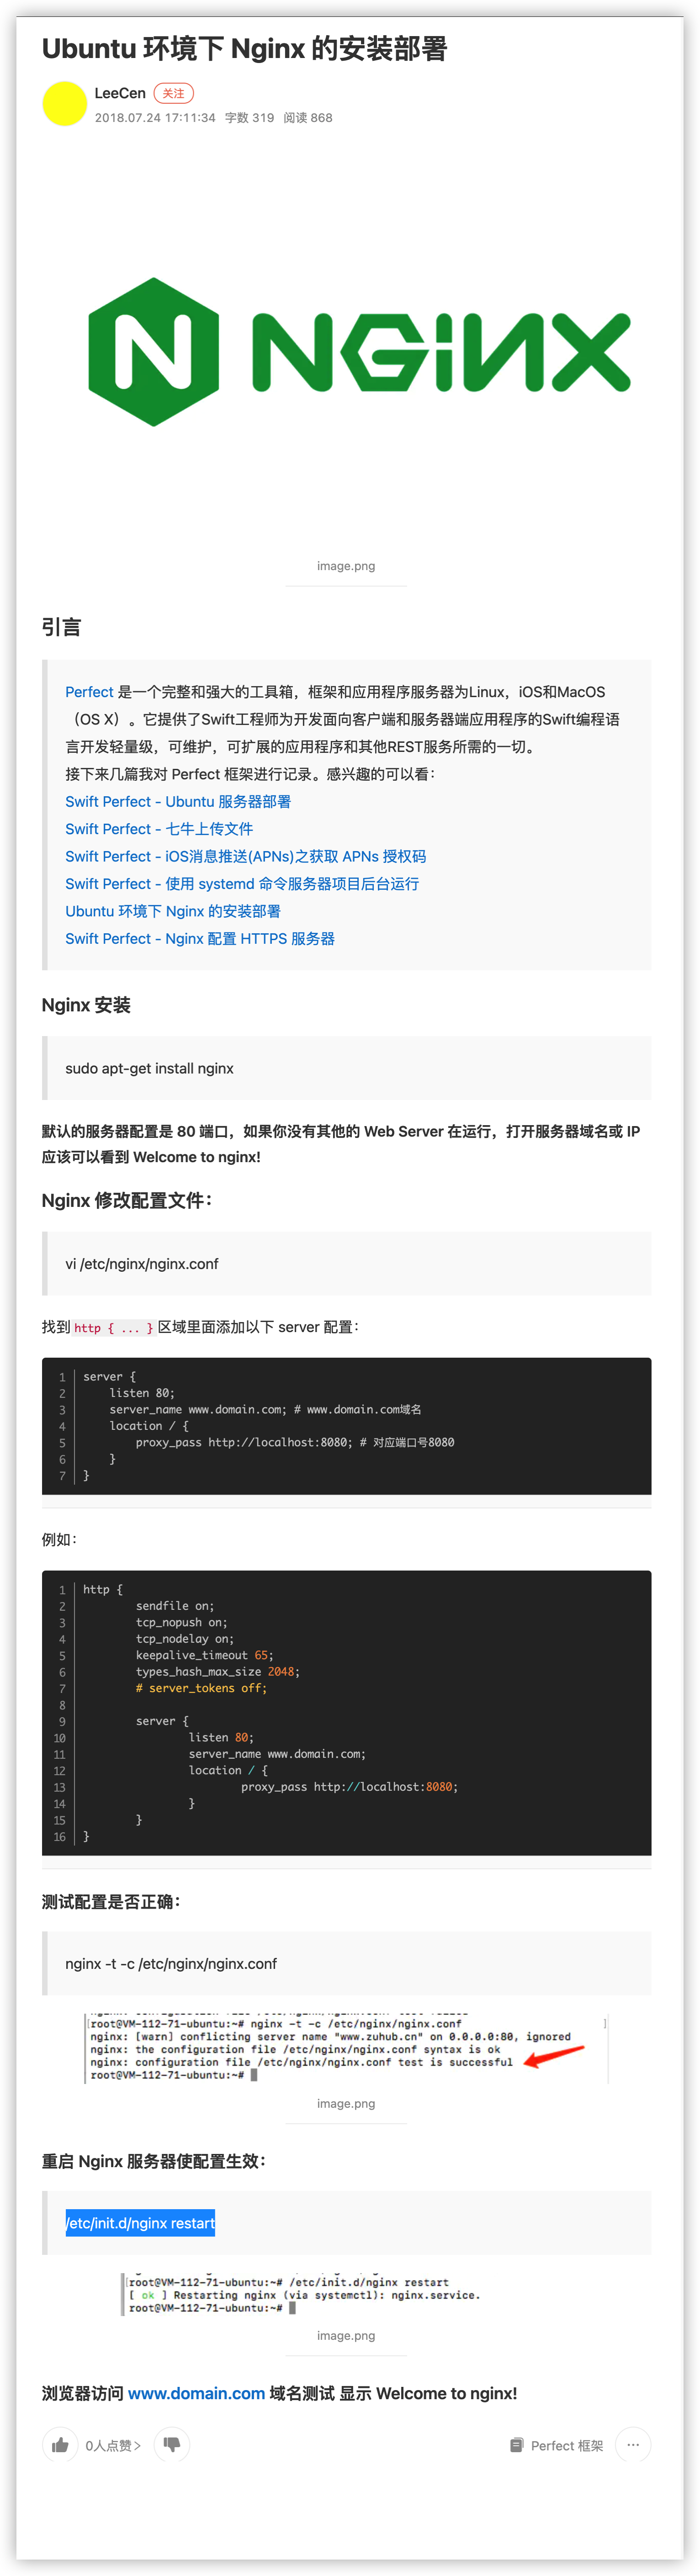 Ubuntu 环境下 Nginx 的安装部署
LeeCen 关注
2018.07.24 17:11:34 字数 319 阅读 868
N NGiNX
image.png
引言
Perfect 是一个完整和强大的工具箱，框架和应用程序服务器为Linux，iOS和MacOS
（OS X）。它提供了Swift工程师为开发面向客户端和服务器端应用程序的Swift编程语
言开发轻量级，可维护，可扩展的应用程序和其他REST服务所需的一切。
接下来几篇我对 Perfect 框架进行记录。感兴趣的可以看：
Swift Perfect - Ubuntu 服务器部署
Swift Perfect - 七牛上传文件
Swift Perfect - iOS消息推送(APNs)之获取 APNs 授权码
Swift Perfect - 使用 systemd 命令服务器项目后台运行
Ubuntu 环境下 Nginx 的安装部署
Swift Perfect - Nginx 配置 HTTPS 服务器
Nginx 安装
sudo apt-get install nginx
默认的服务器配置是 80 端口，如果你没有其他的 Web Server 在运行，打开服务器域名或 IP
应该可以看到 Welcome to nginx!
Nginx 修改配置文件：
vi /etc/nginx/nginx.conf
找到 http { ... } 区域里面添加以下 server 配置：
1 server {
2 listen 80;
3 server_name www.domain.com; # www.domain.com域名
4 location / {
5 proxy_pass http://localhost:8080; # 对应端口号8080
6 }
7 }
例如：
1 http {
2 sendfile on;
3 tcp_nopush on;
4 tcp_nodelay on;
5 keepalive_timeout 65;
6 types_hash_max_size 2048;
7 # server_tokens off;
8
9 server {
10 listen 80;
11 server_name www.domain.com;
12 location / {
13 proxy_pass http://localhost:8080;
14 }
15 }
16 }
测试配置是否正确：
nginx -t -c /etc/nginx/nginx.conf
[root@VM-112-71-ubuntu:~# nginx -t -c /etc/nginx/nginx.conf ]
nginx: [warn] conflicting server name "www.zuhub.cn" on 0.0.0.0:80, ignored
nginx: the configuration file /etc/nginx/nginx.conf syntax is ok
nginx: configuration file /etc/nginx/nginx.conf test is successful
root@VM-112-71-ubuntu:~#
image.png
重启 Nginx 服务器使配置生效：
/etc/init.d/nginx restart
[root@VM-112-71-ubuntu:~# /etc/init.d/nginx restart
[ ok ] Restarting nginx (via systemctl): nginx.service.
root@VM-112-71-ubuntu:~#
image.png
浏览器访问 www.domain.com 域名测试 显示 Welcome to nginx!
0人点赞 > Perfect 框架 ...